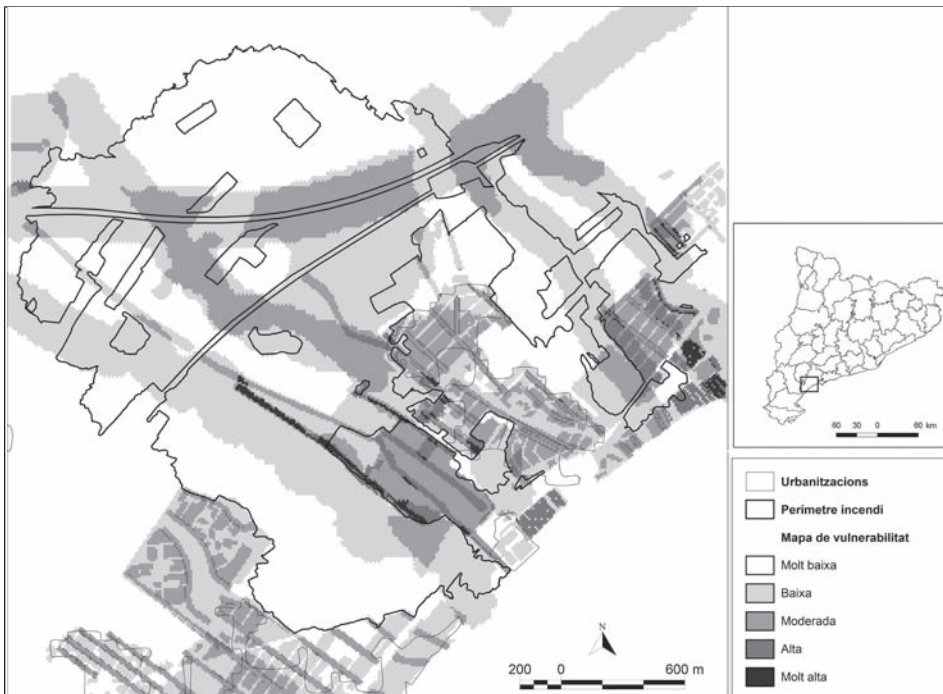 60 30 0 60 km
Urbanitzacions
Perímetre incendi
Mapa de vulnerabilitat
Molt baixa
Baixa
Moderada
Alta
Molt alta
N
200 0 600 m